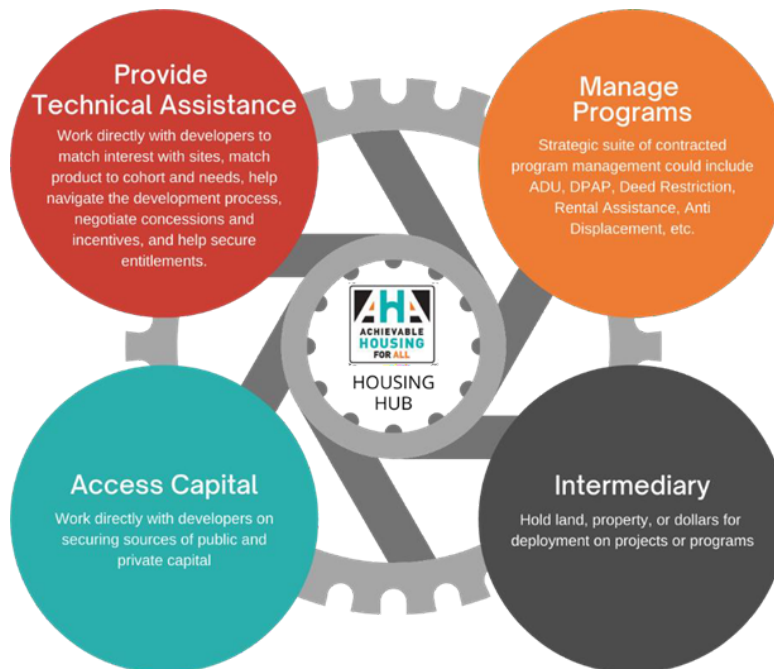 Provide
Technical Assistance
Work directly with developers to
match interest with sites, match
product to cohort and needs, help
navigate the development process,
negotiate concessions and
incentives, and help secure
entitlements.
Manage
Programs
Strategic suite of contracted
program management could include
ADU, DPAP, Deed Restriction,
Rental Assistance, Anti
Displacement, etc.
AHA
ACHIEVABLE
HOUSING
FOR ALL
HOUSING
HUB
Access Capital
Work directly with developers on
securing sources of public and
private capital
Intermediary
Hold land, property, or dollars for
deployment on projects or programs